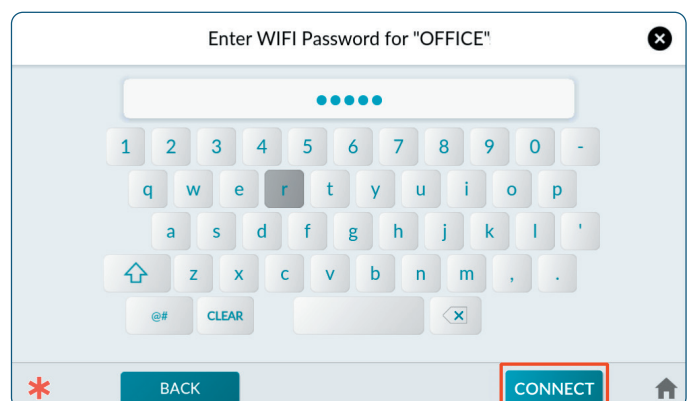 Enter WIFI Password for "OFFICE"
1 2 3 4 5 6 7 8 9 0 -
q w e r t y u i o p
a s d f g h j k l '
z x c v b n m , .
@# CLEAR
BACK CONNECT